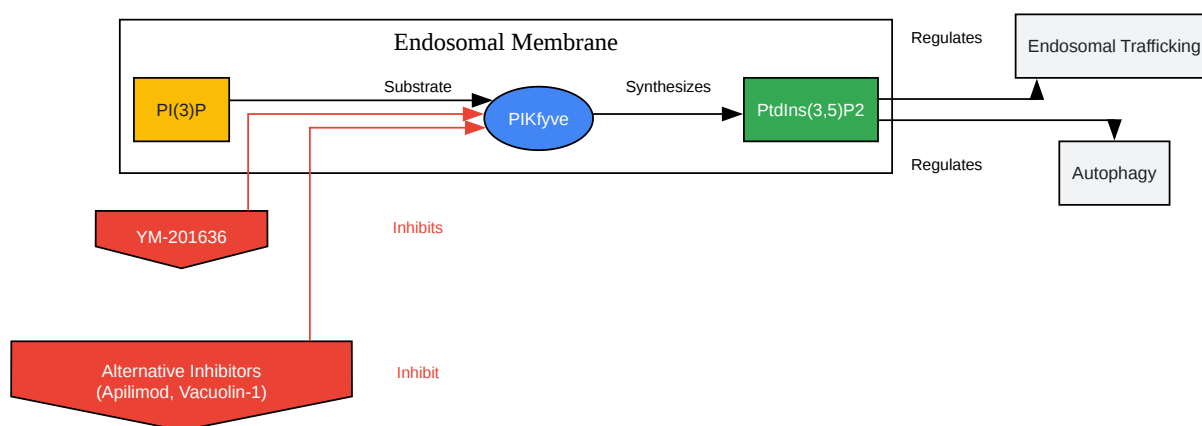 Endosomal Membrane
Regulates
Endosomal Trafficking
PI(3)P
Substrate
PIKfyve
Synthesizes
PtdIns(3,5)P2
Regulates
Autophagy
YM-201636
Inhibits
Alternative Inhibitors
(Apilimod, Vacuolin-1)
Inhibit